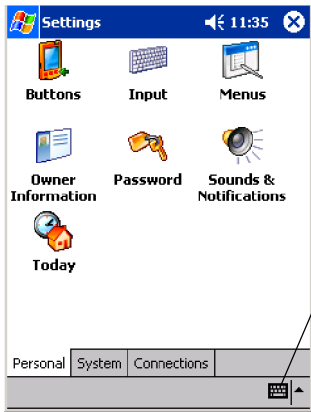 Settings 11:35
Buttons Input Menus
Owner Information Password Sounds & Notifications
Today
Personal System Connections